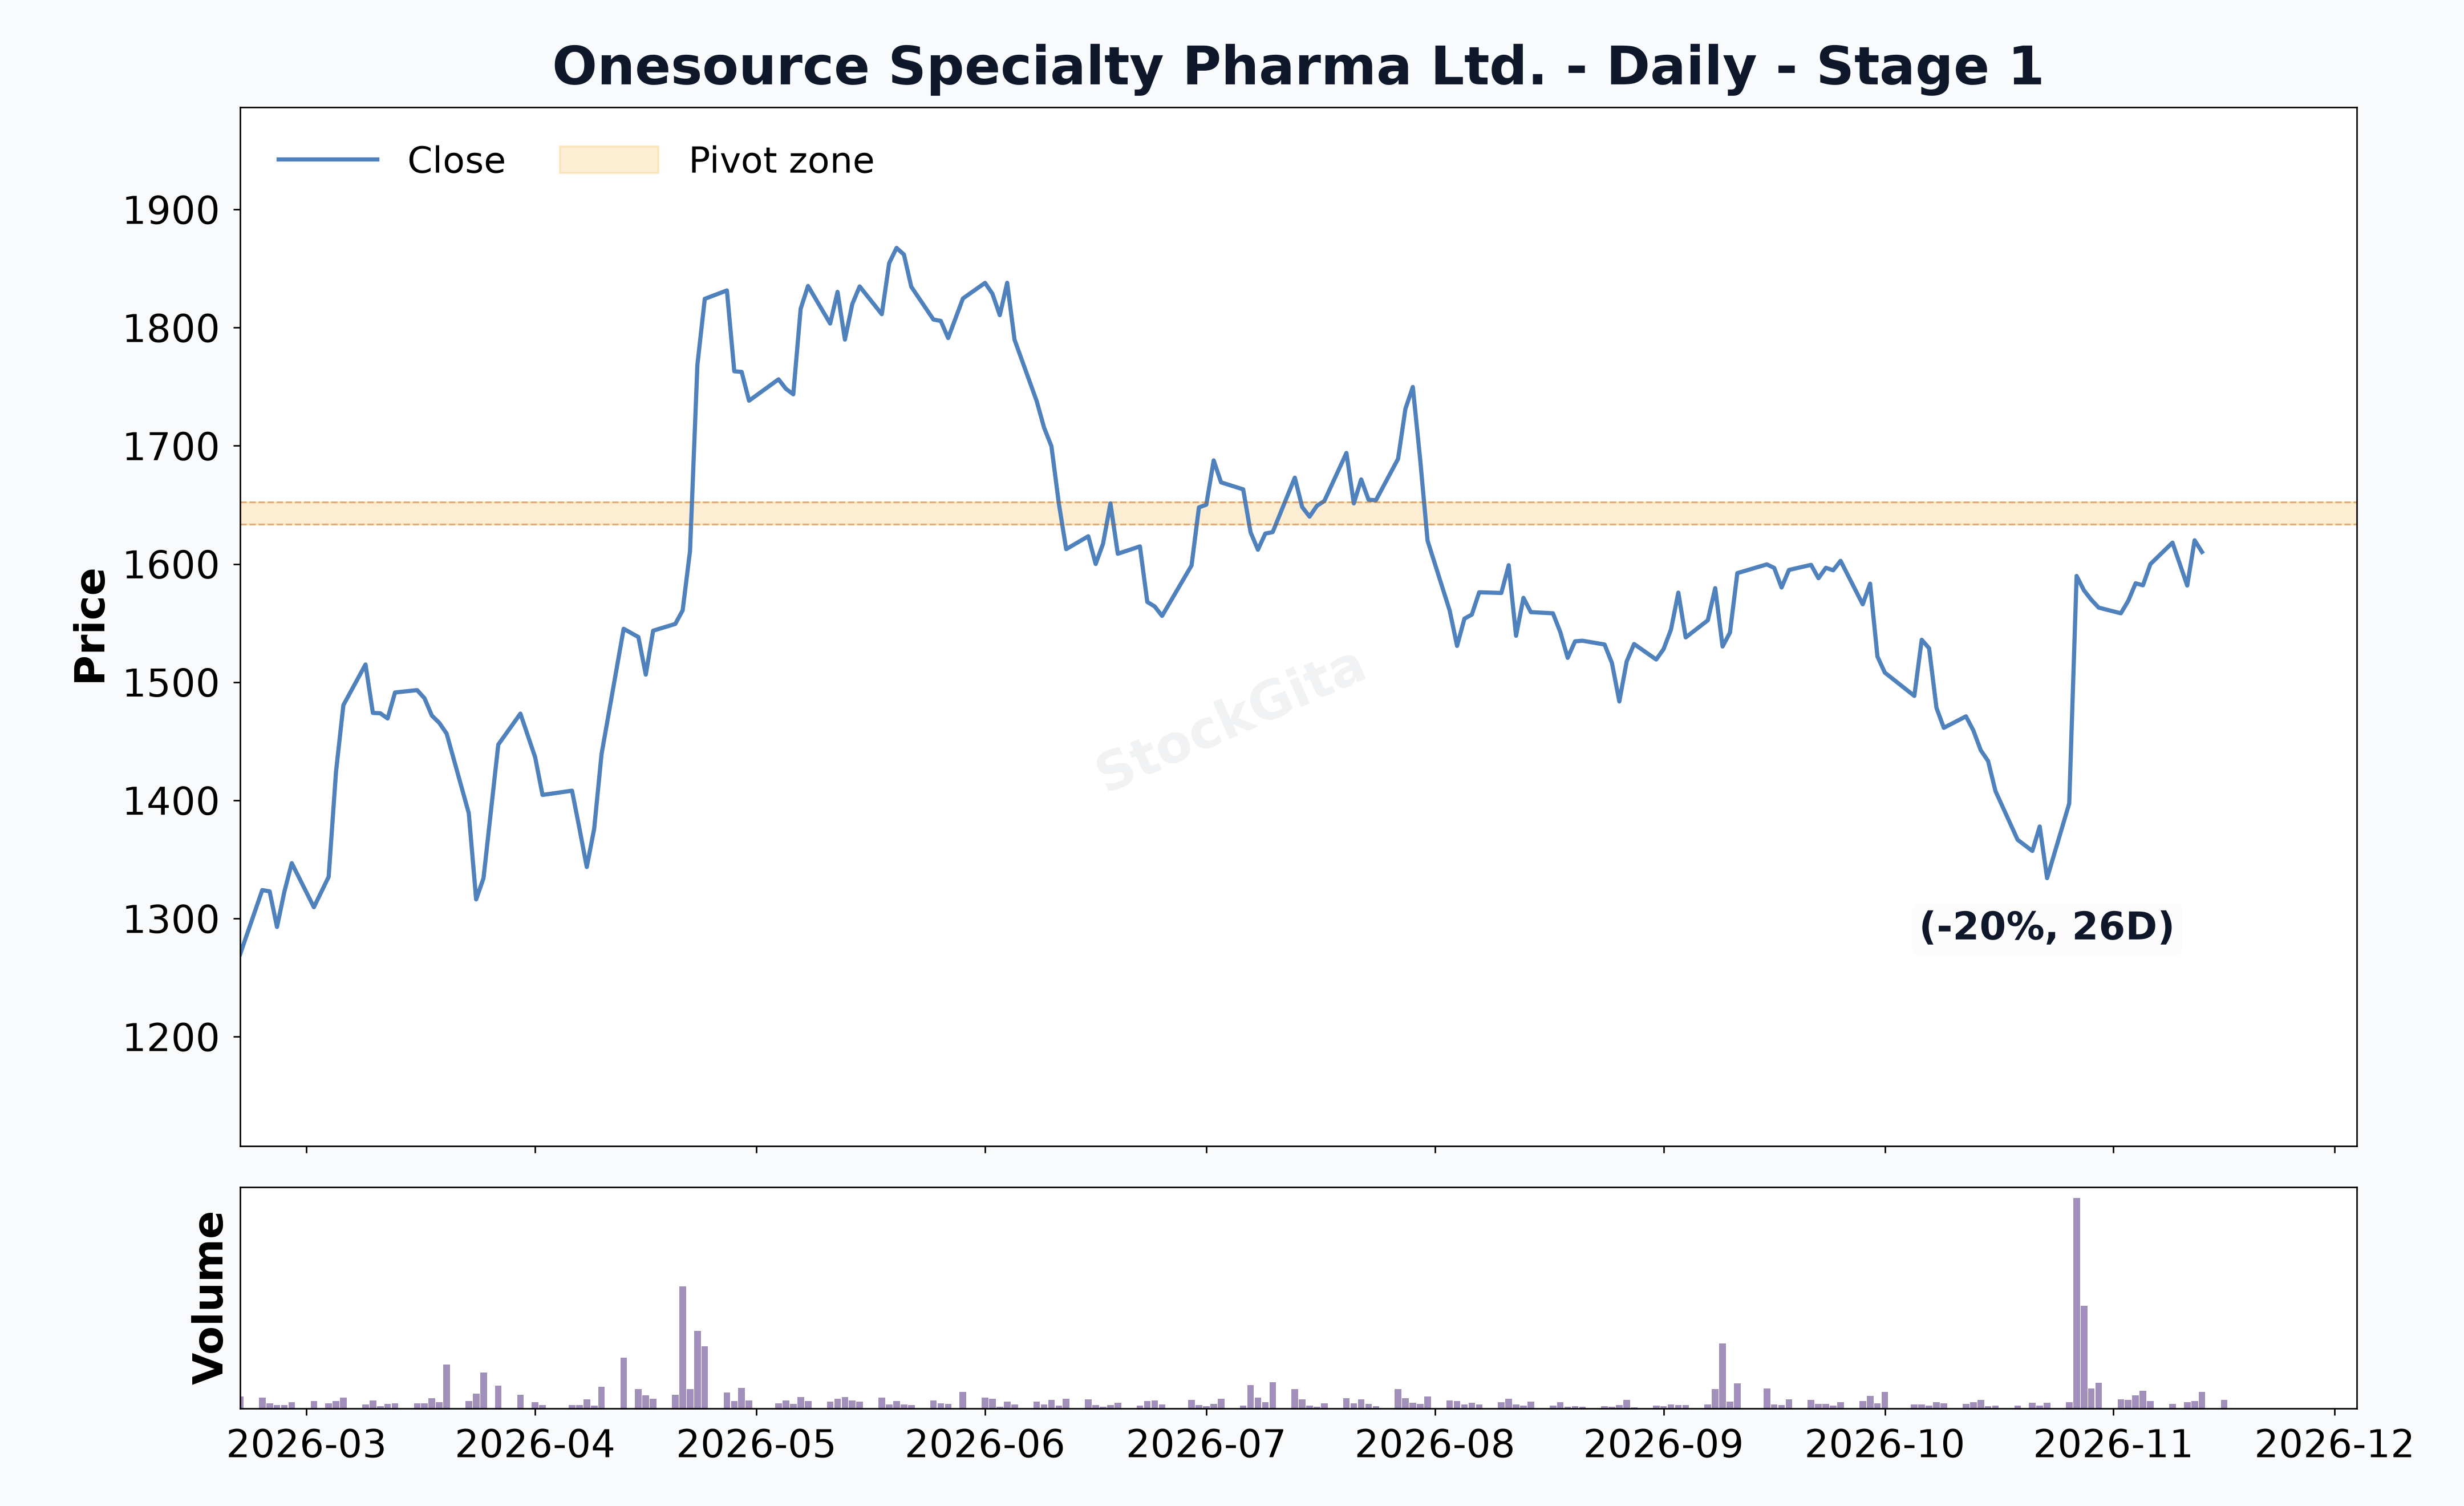 Onesource Specialty Pharma Ltd. - Daily - Stage 1
Close
Pivot zone
1900
1800
1700
1600
1500
1400
1300
1200
Price
StockGita
(-20%, 26D)
Volume
2026-03
2026-04
2026-05
2026-06
2026-07
2026-08
2026-09
2026-10
2026-11
2026-12